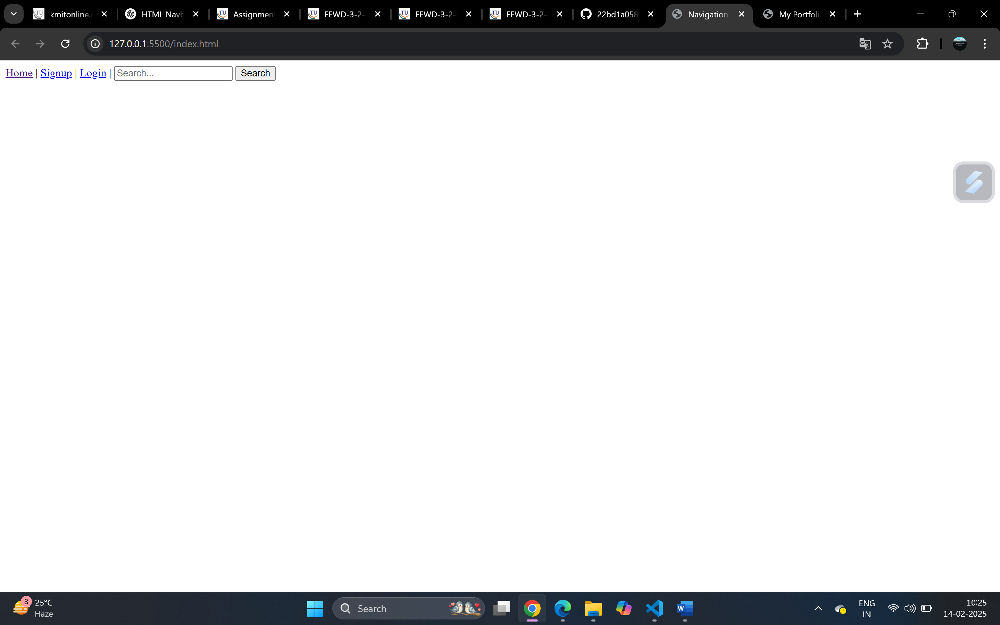 kmitonline. HTML Navb Assignment FEWD-3-2- FEWD-3-2- FEWD-3-2- 22bd1a058 Navigation My Portfoli
127.0.0.1:5500/index.html
Home | Signup | Login | Search... Search
3 25°C
Haze
Search
ENG
IN
10:25
14-02-2025